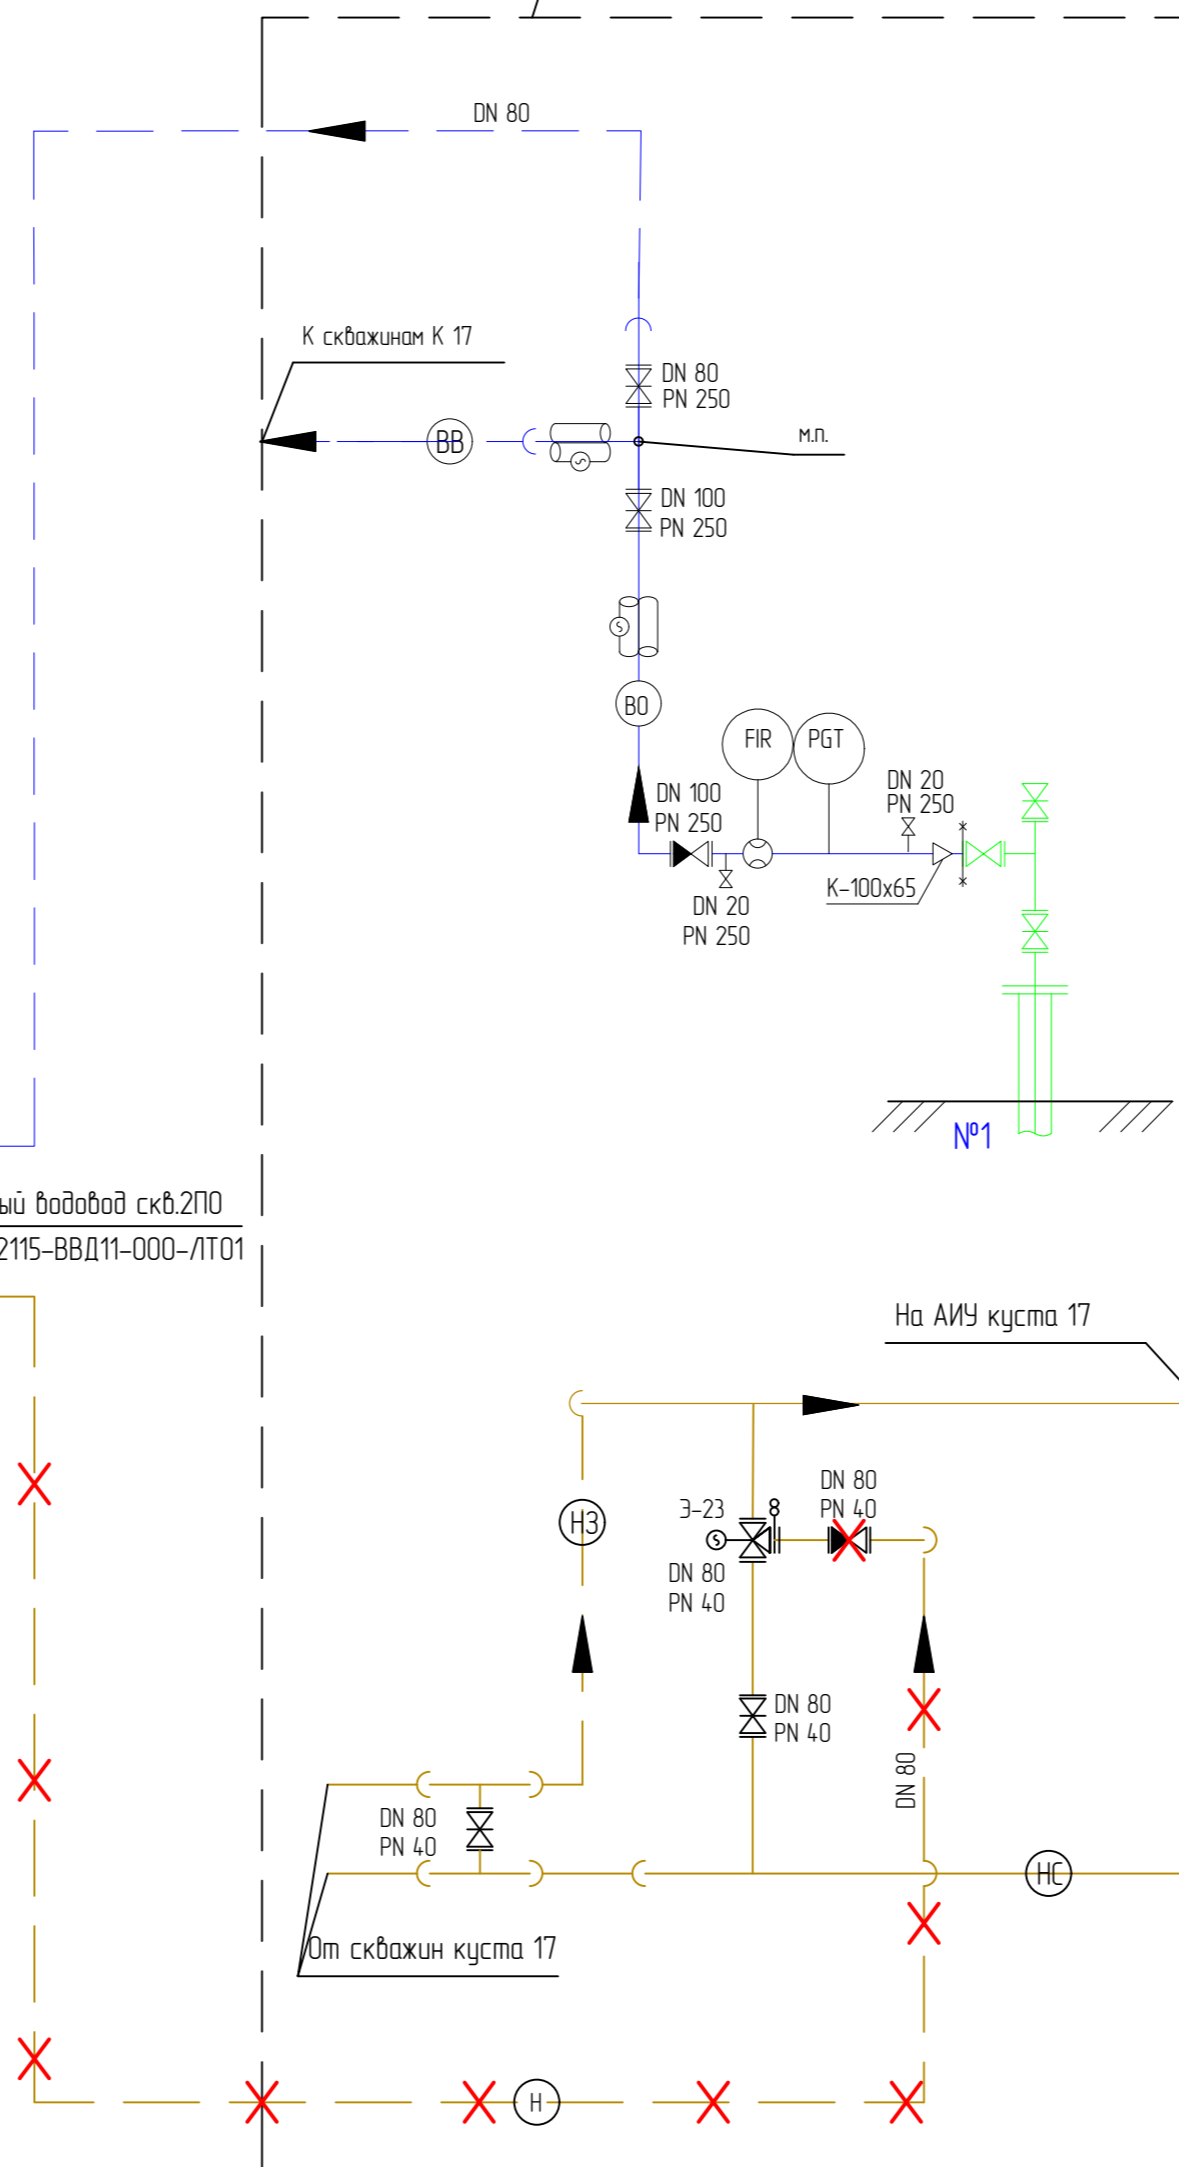 DN 80
К скважинам К 17
DN 80
PN 250
ВВ
м.п.
DN 100
PN 250
S
S
В0
FIR
PGT
DN 100
PN 250
DN 20
PN 250
К-100х65
DN 20
PN 250
№1
ый водовод скв.2ПО
2115-ВВД11-000-ЛТ01
На АИУ куста 17
DN 80
PN 40
Э-23
8
S
Н3
DN 80
PN 40
DN 80
PN 40
DN 80
DN 80
PN 40
НС
От скважин куста 17
Н